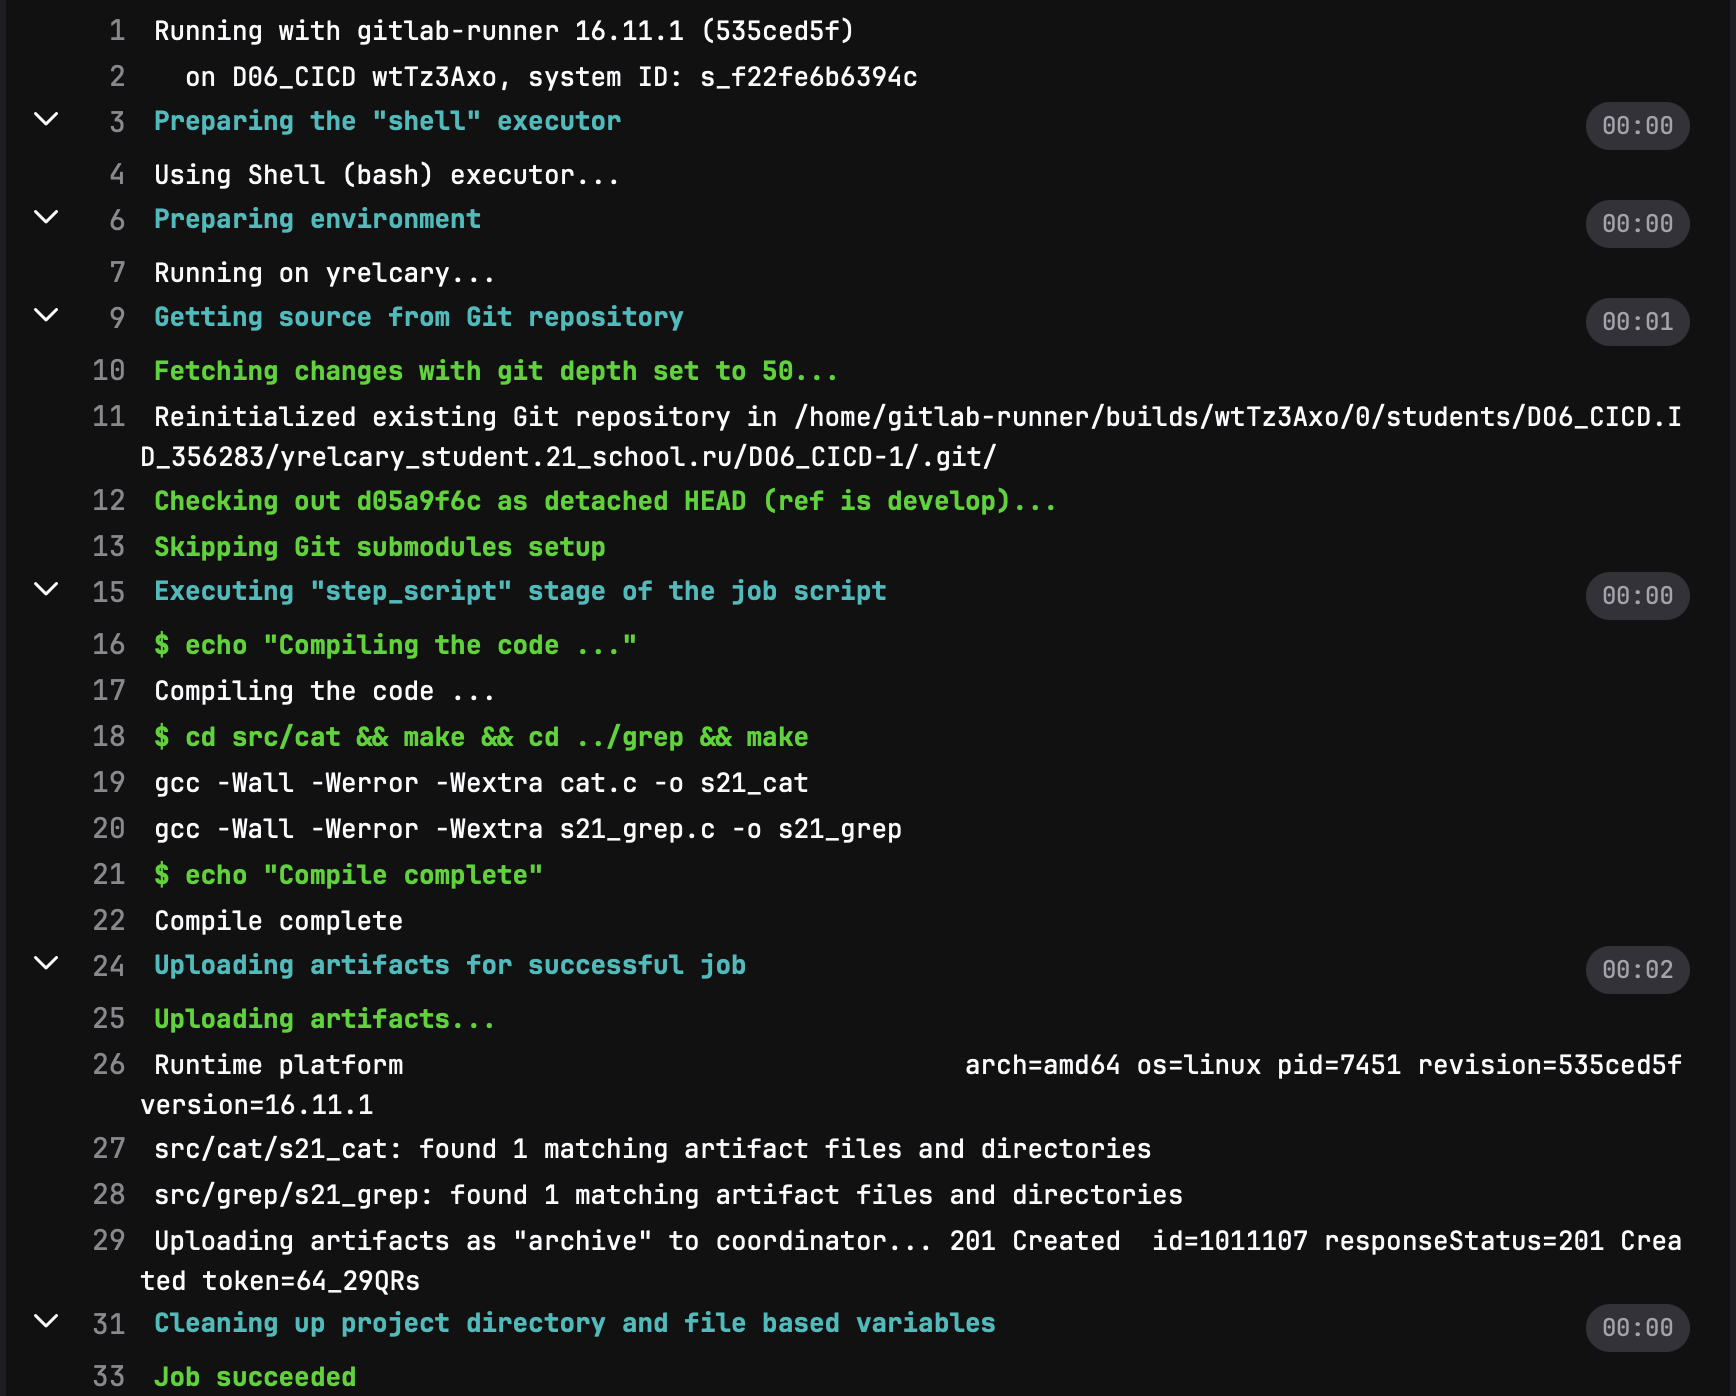 1 Running with gitlab-runner 16.11.1 (535ced5f)
2 on D06_CICD wtTz3Axo, system ID: s_f22fe6b6394c
3 Preparing the "shell" executor 00:00
4 Using Shell (bash) executor...
6 Preparing environment 00:00
7 Running on yrelcary...
9 Getting source from Git repository 00:01
10 Fetching changes with git depth set to 50...
11 Reinitialized existing Git repository in /home/gitlab-runner/builds/wtTz3Axo/0/students/DO6_CICD.I
D_356283/yrelcary_student.21_school.ru/DO6_CICD-1/.git/
12 Checking out d05a9f6c as detached HEAD (ref is develop)...
13 Skipping Git submodules setup
15 Executing "step_script" stage of the job script 00:00
16 $ echo "Compiling the code ..."
17 Compiling the code ...
18 $ cd src/cat && make && cd ../grep && make
19 gcc -Wall -Werror -Wextra cat.c -o s21_cat
20 gcc -Wall -Werror -Wextra s21_grep.c -o s21_grep
21 $ echo "Compile complete"
22 Compile complete
24 Uploading artifacts for successful job 00:02
25 Uploading artifacts...
26 Runtime platform arch=amd64 os=linux pid=7451 revision=535ced5f
version=16.11.1
27 src/cat/s21_cat: found 1 matching artifact files and directories
28 src/grep/s21_grep: found 1 matching artifact files and directories
29 Uploading artifacts as "archive" to coordinator... 201 Created  id=1011107 responseStatus=201 Crea
ted token=64_29QRs
31 Cleaning up project directory and file based variables 00:00
33 Job succeeded